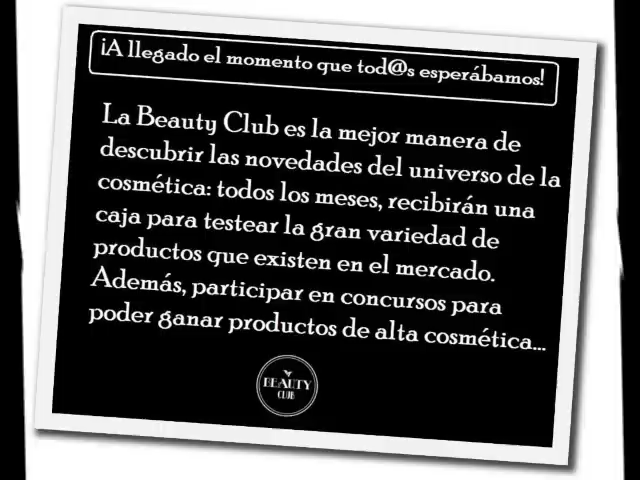 ¡A llegado el momento que tod@s esperábamos!
La Beauty Club es la mejor manera de
descubrir las novedades del universo de la
cosmética: todos los meses, recibirán una
caja para testear la gran variedad de
productos que existen en el mercado.
Además, participar en concursos para
poder ganar productos de alta cosmética...
BEAUTY
CLUB